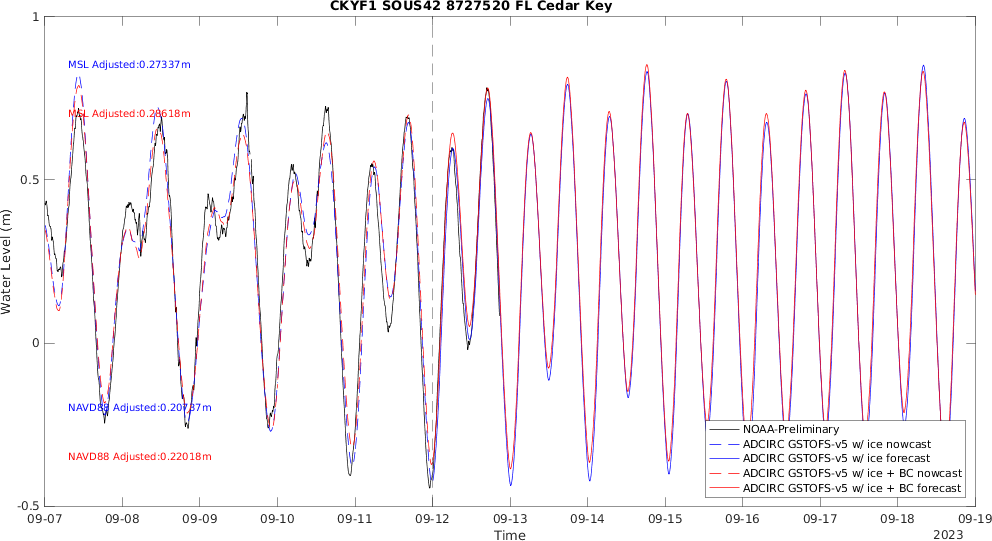 CKYF1 SOUS42 8727520 FL Cedar Key
Water Level (m)
1
0.5
0
-0.5
MSL Adjusted:0.27337m
MSL Adjusted:0.28618m
NAVD88 Adjusted:0.20737m
NAVD88 Adjusted:0.22018m
NOAA-Preliminary
ADCIRC GSTOFS-v5 w/ ice nowcast
ADCIRC GSTOFS-v5 w/ ice forecast
ADCIRC GSTOFS-v5 w/ ice + BC nowcast
ADCIRC GSTOFS-v5 w/ ice + BC forecast
09-07 09-08 09-09 09-10 09-11 09-12 09-13 09-14 09-15 09-16 09-17 09-18 09-19
Time
2023